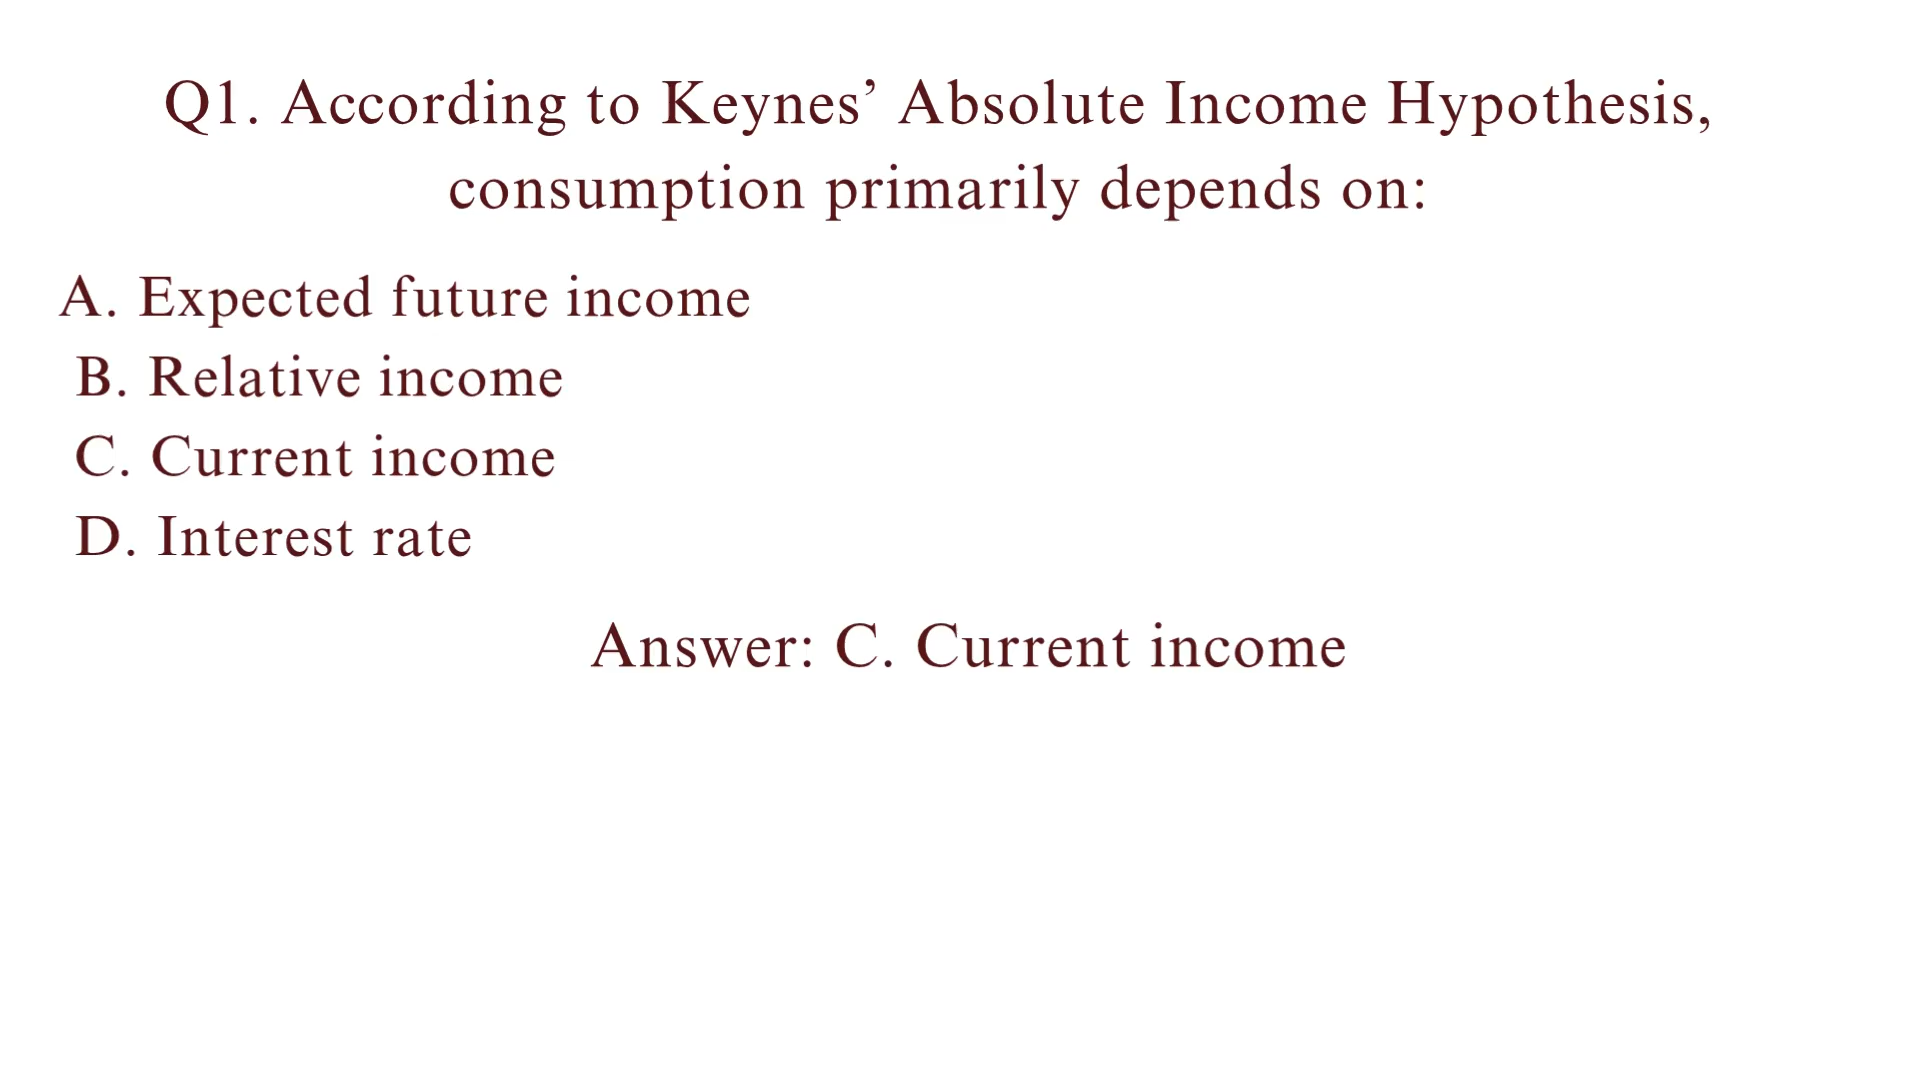 Q1. According to Keynes’ Absolute Income Hypothesis,
consumption primarily depends on:
A. Expected future income
B. Relative income
C. Current income
D. Interest rate
Answer: C. Current income